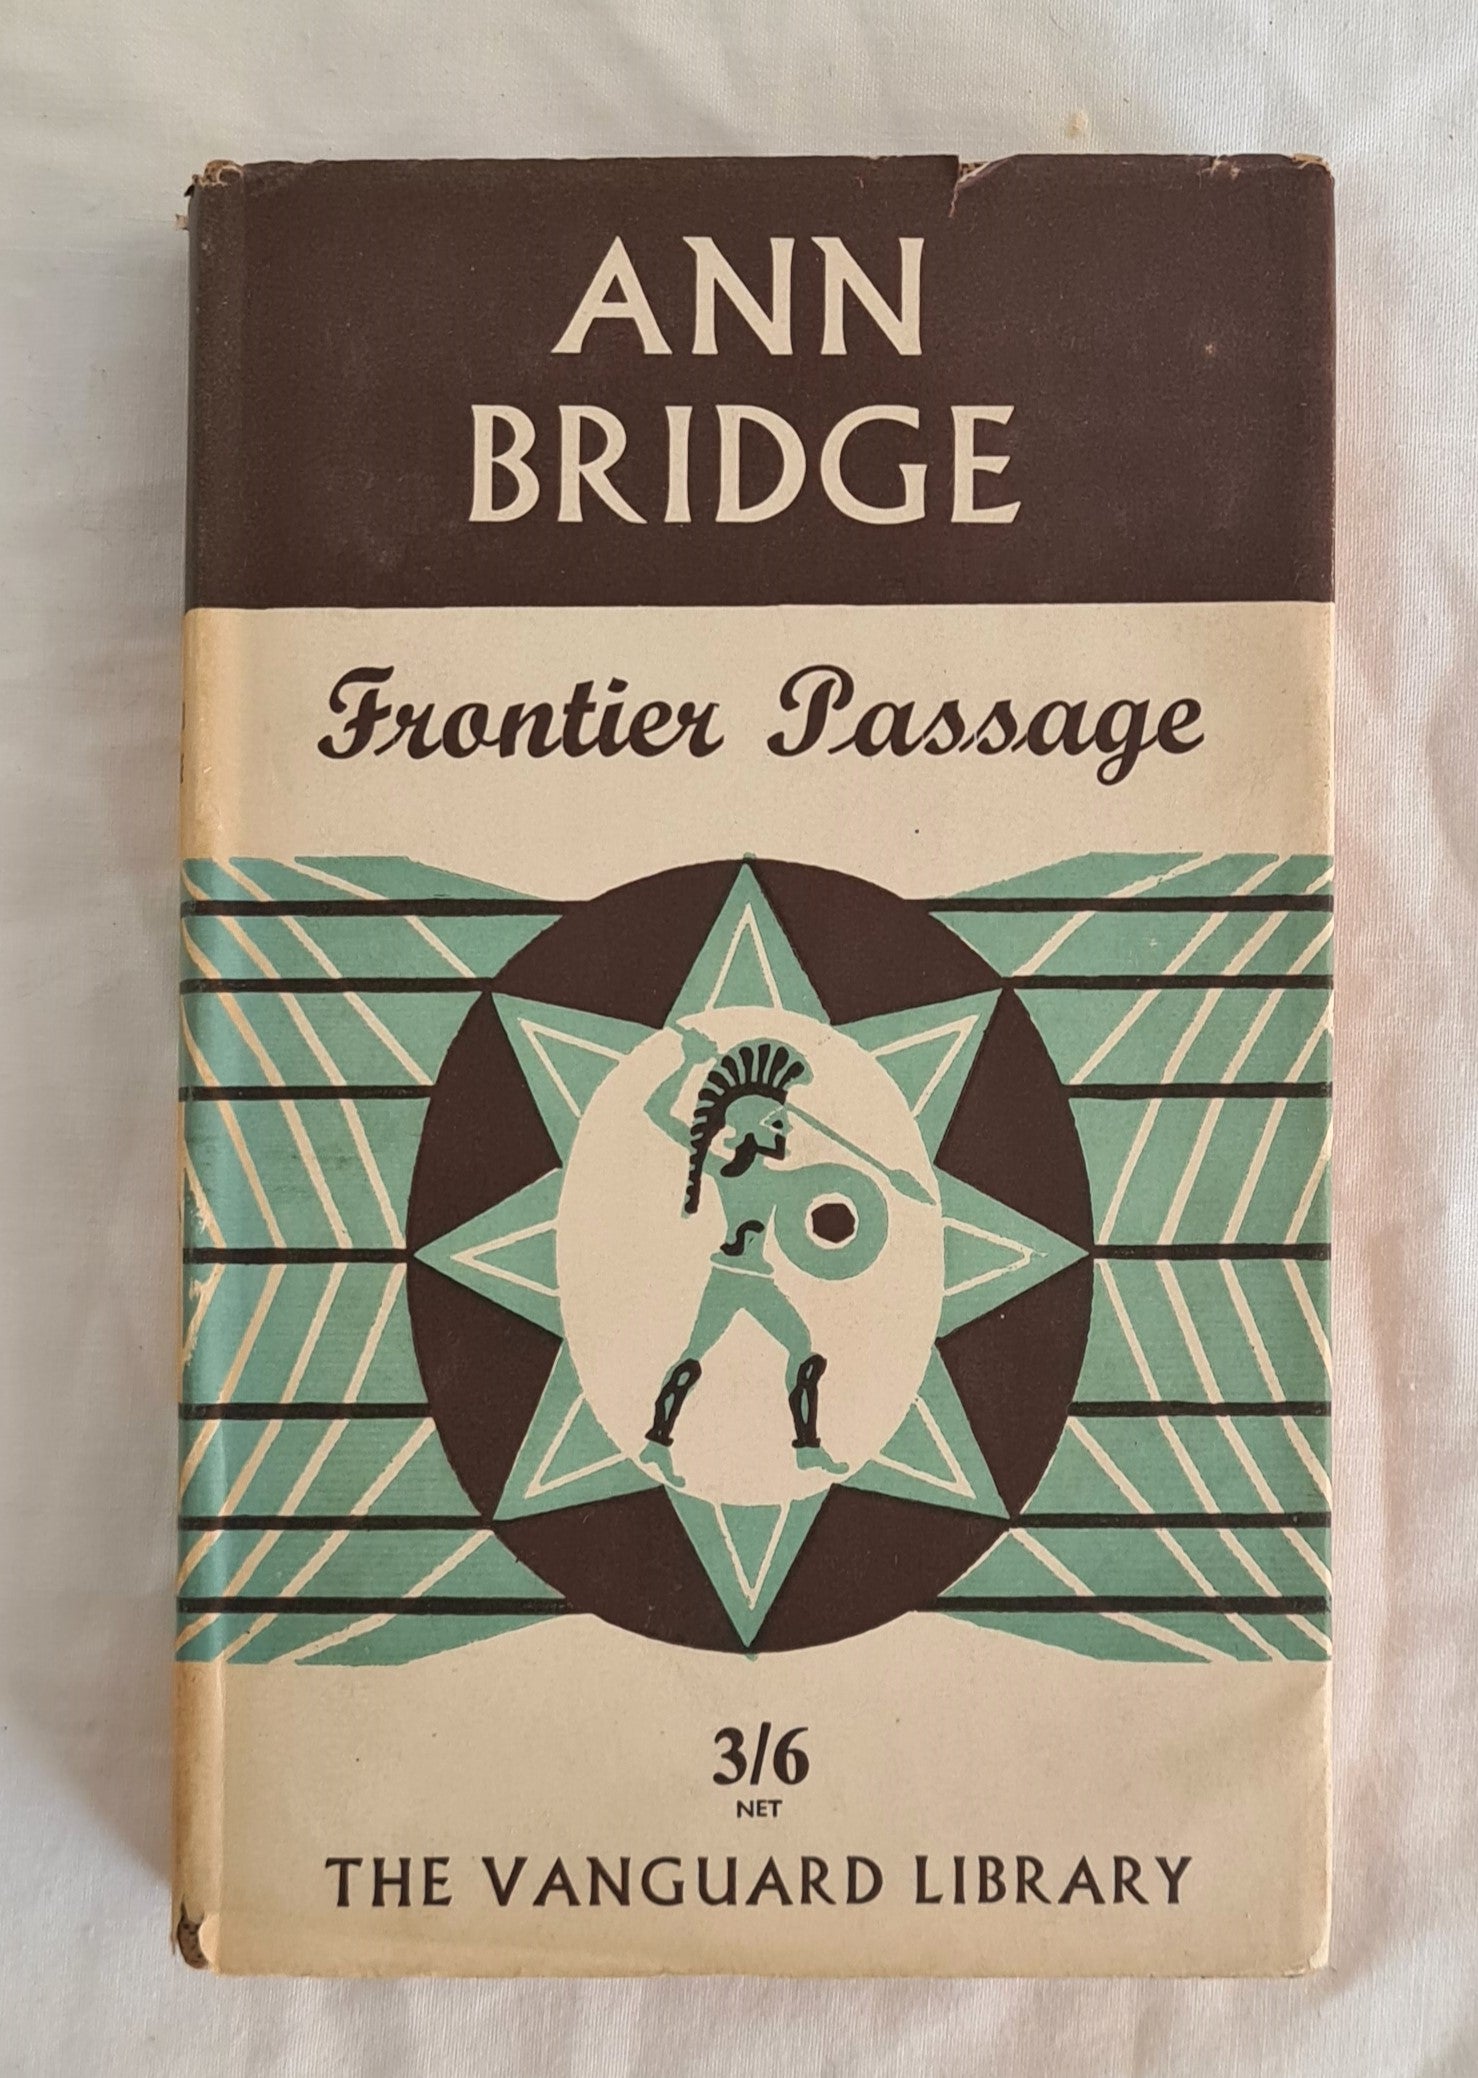 ANN
BRIDGE
Frontier Passage
3/6
NET
THE VANGUARD LIBRARY